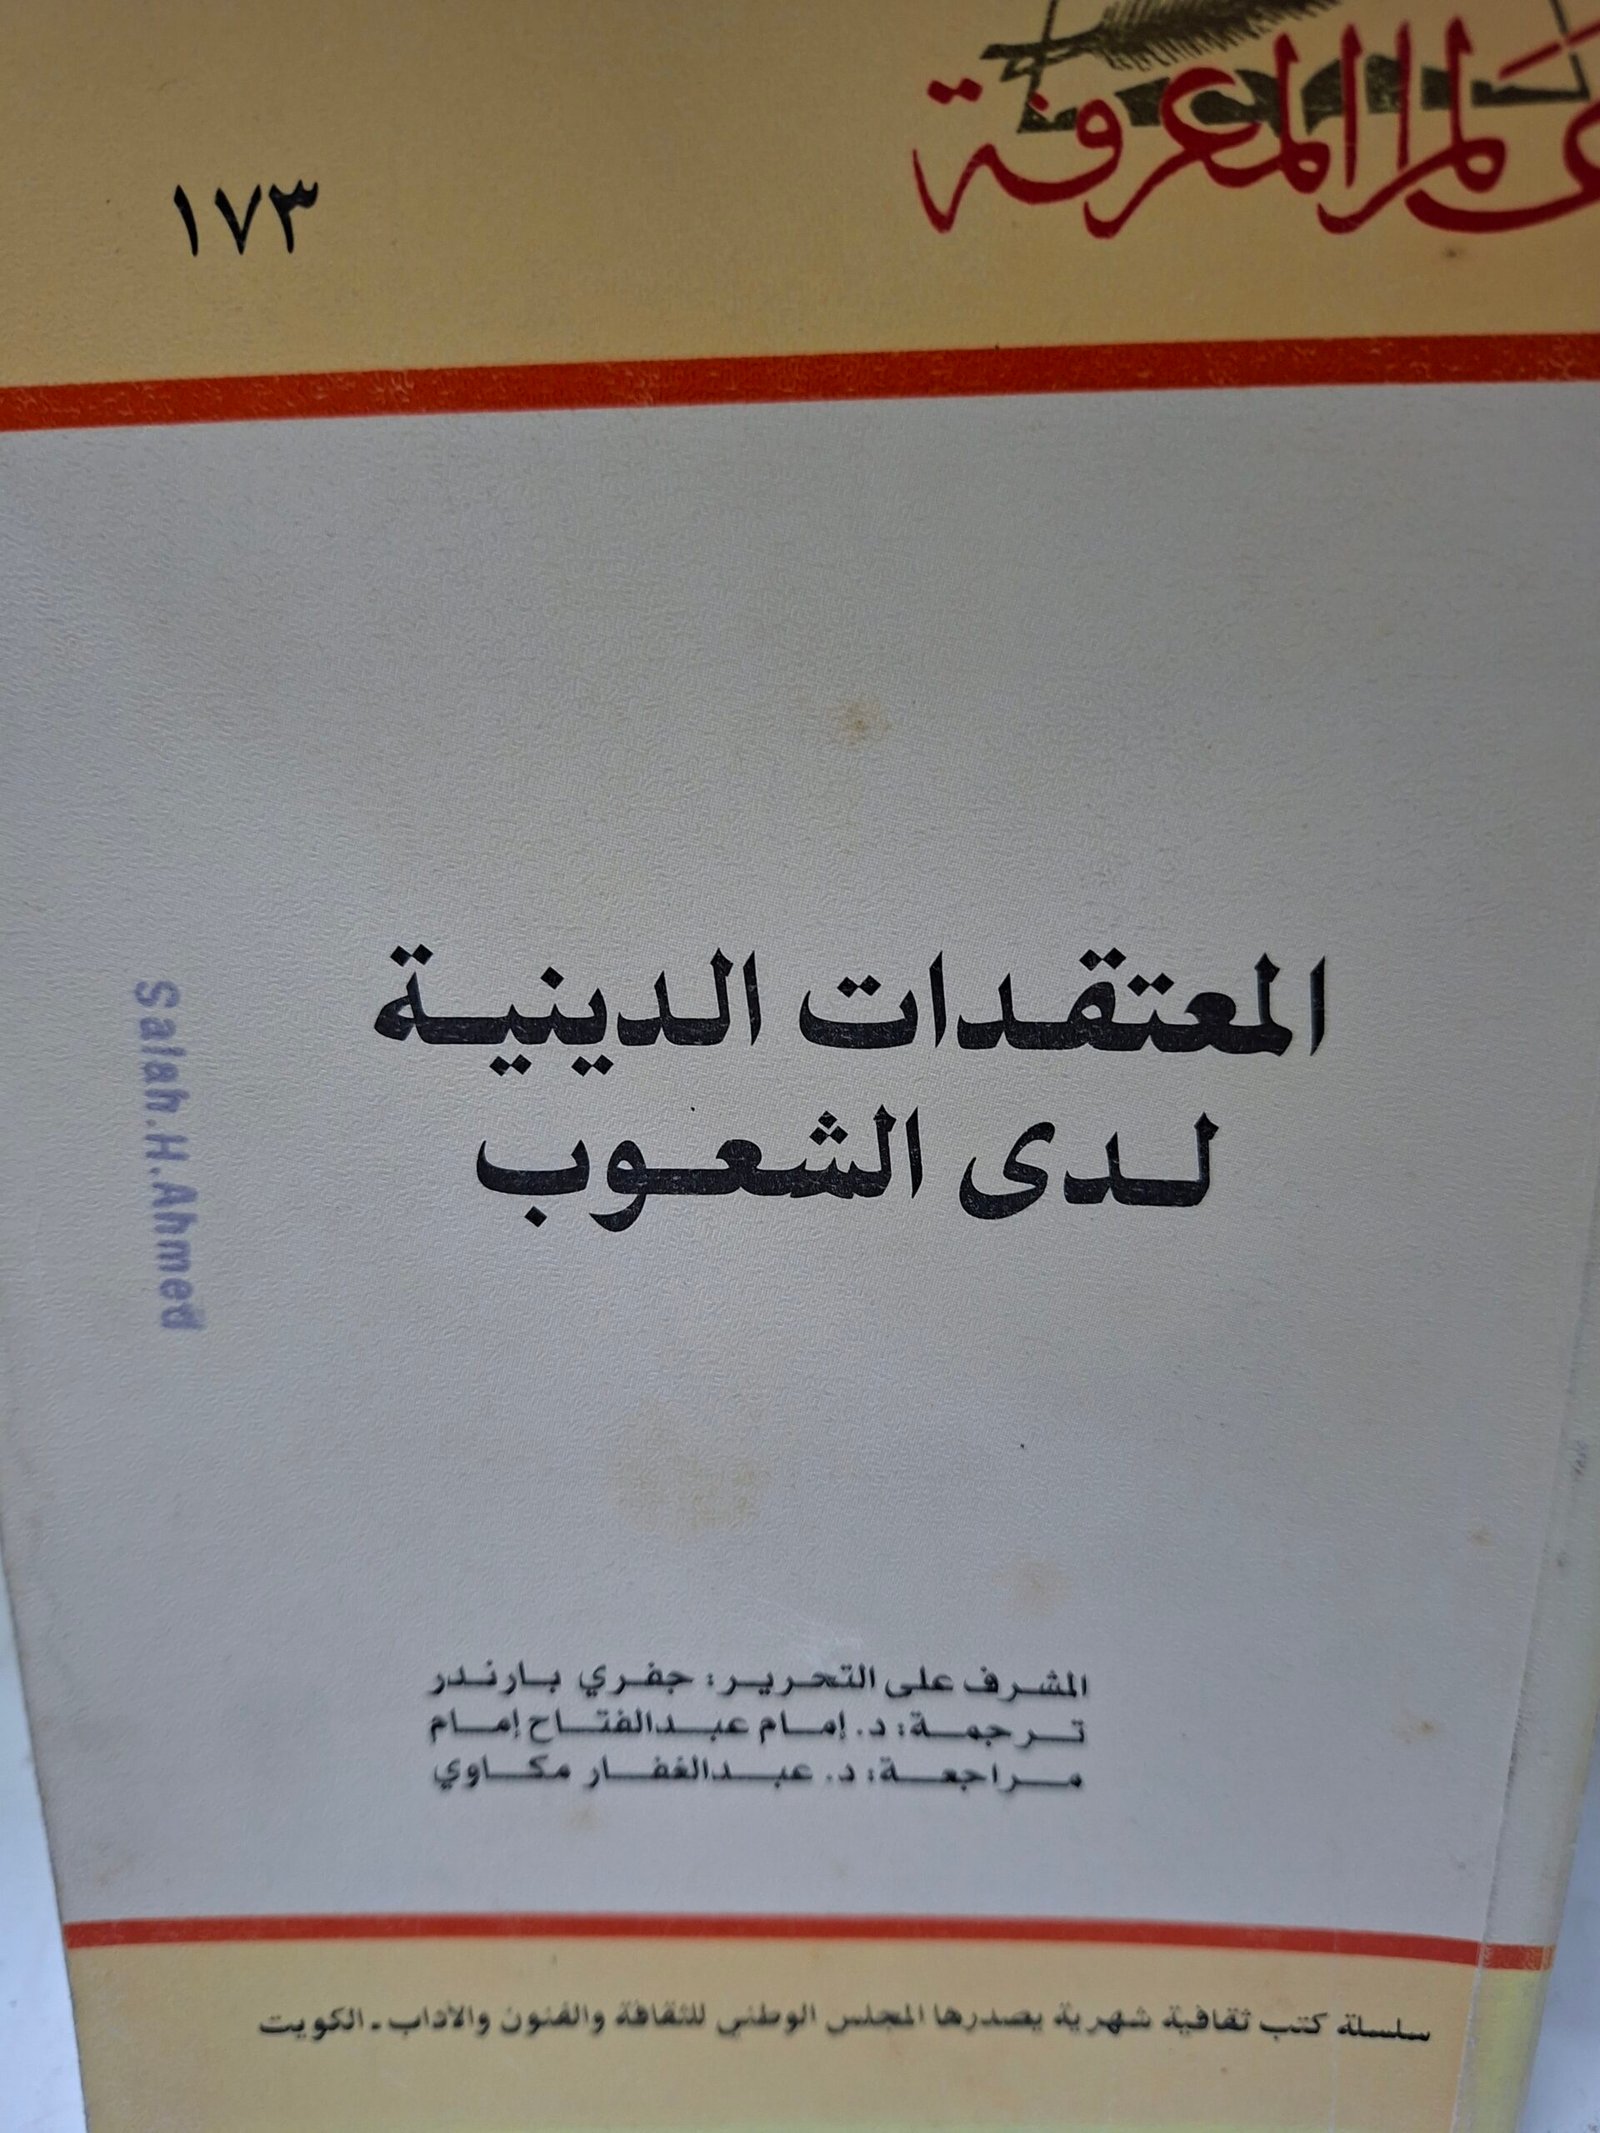 عالم المعرفة
١٧٣
المعتقدات الدينية
لدى الشعوب
Salah.H.Ahmed
المشرف على التحرير: جفري بارندر
ترجمة: د. إمام عبدالفتاح إمام
مراجعة: د. عبدالغفار مكاوي
سلسلة كتب ثقافية شهرية يصدرها المجلس الوطني للثقافة والفنون والآداب - الكويت